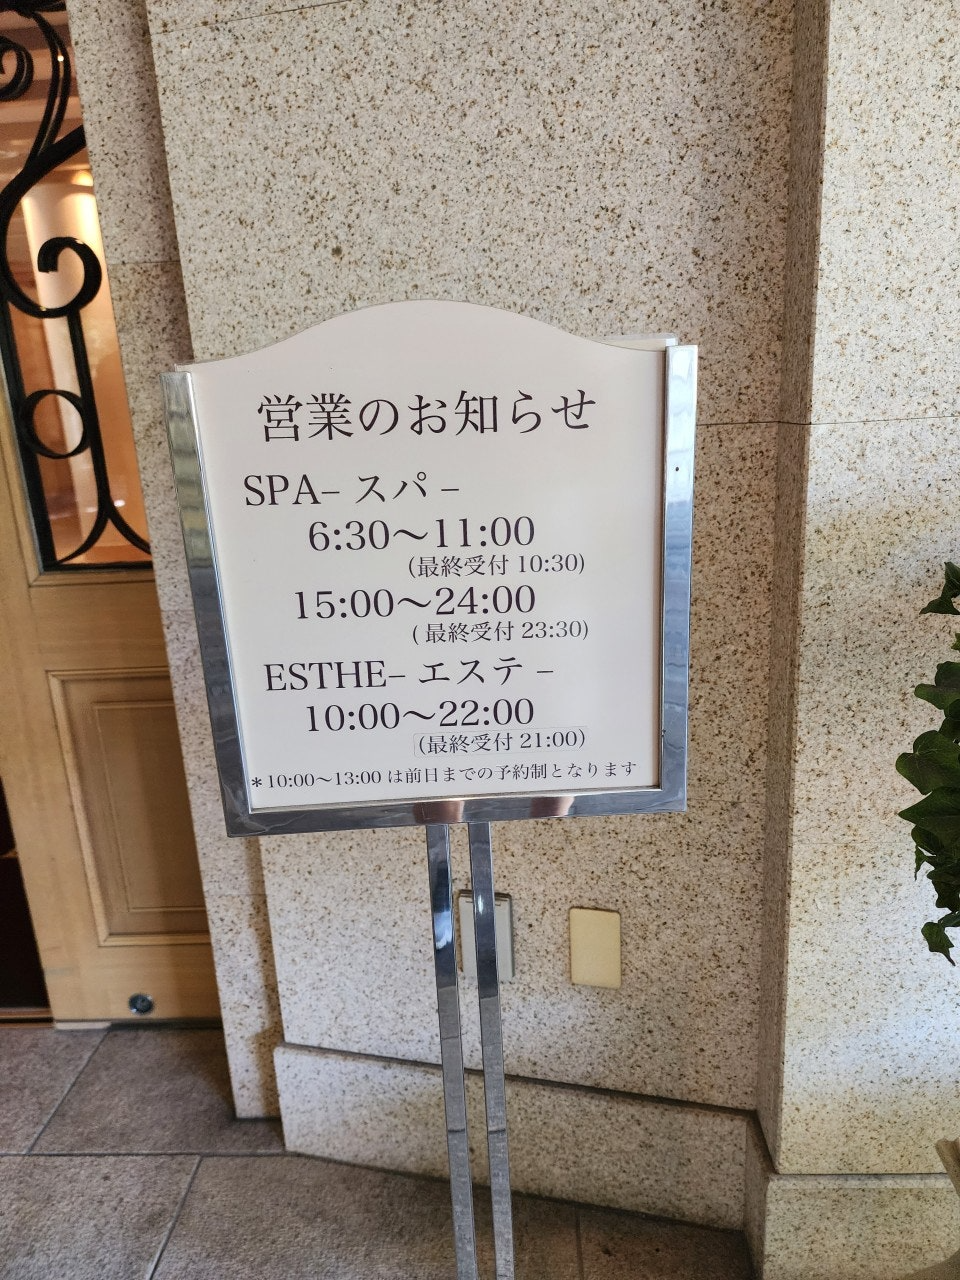 営業のお知らせ
SPA– スパ –
6:30〜11:00
(最終受付 10:30)
15:00〜24:00
( 最終受付 23:30)
ESTHE– エステ –
10:00〜22:00
(最終受付 21:00)
＊10:00〜13:00 は前日までの予約制となります